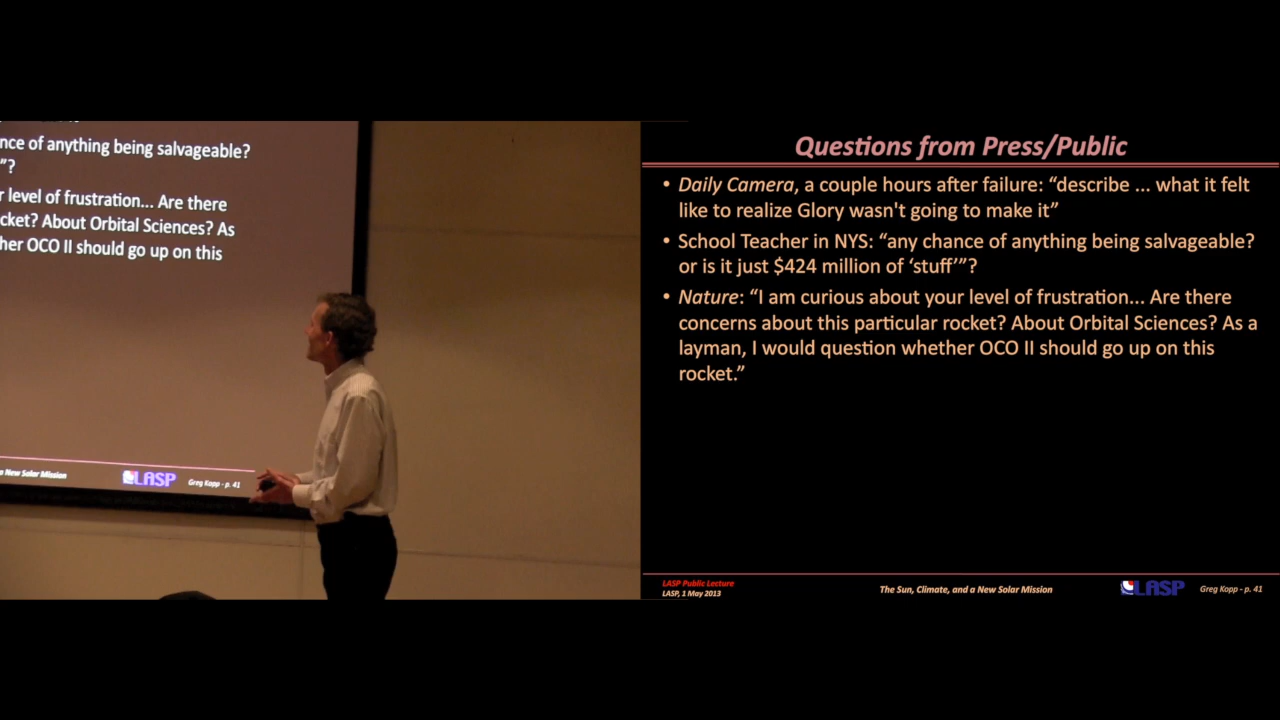 nce of anything being salvageable?
”?
r level of frustration... Are there
cket? About Orbital Sciences? As
her OCO II should go up on this
a New Solar Mission
LASP
Greg Kopp - p. 41
Questions from Press/Public
• Daily Camera, a couple hours after failure: “describe ... what it felt
like to realize Glory wasn't going to make it”
• School Teacher in NYS: “any chance of anything being salvageable?
or is it just $424 million of ‘stuff’”?
• Nature: “I am curious about your level of frustration... Are there
concerns about this particular rocket? About Orbital Sciences? As a
layman, I would question whether OCO II should go up on this
rocket.”
LASP Public Lecture
LASP, 1 May 2013
The Sun, Climate, and a New Solar Mission
LASP
Greg Kopp - p. 41